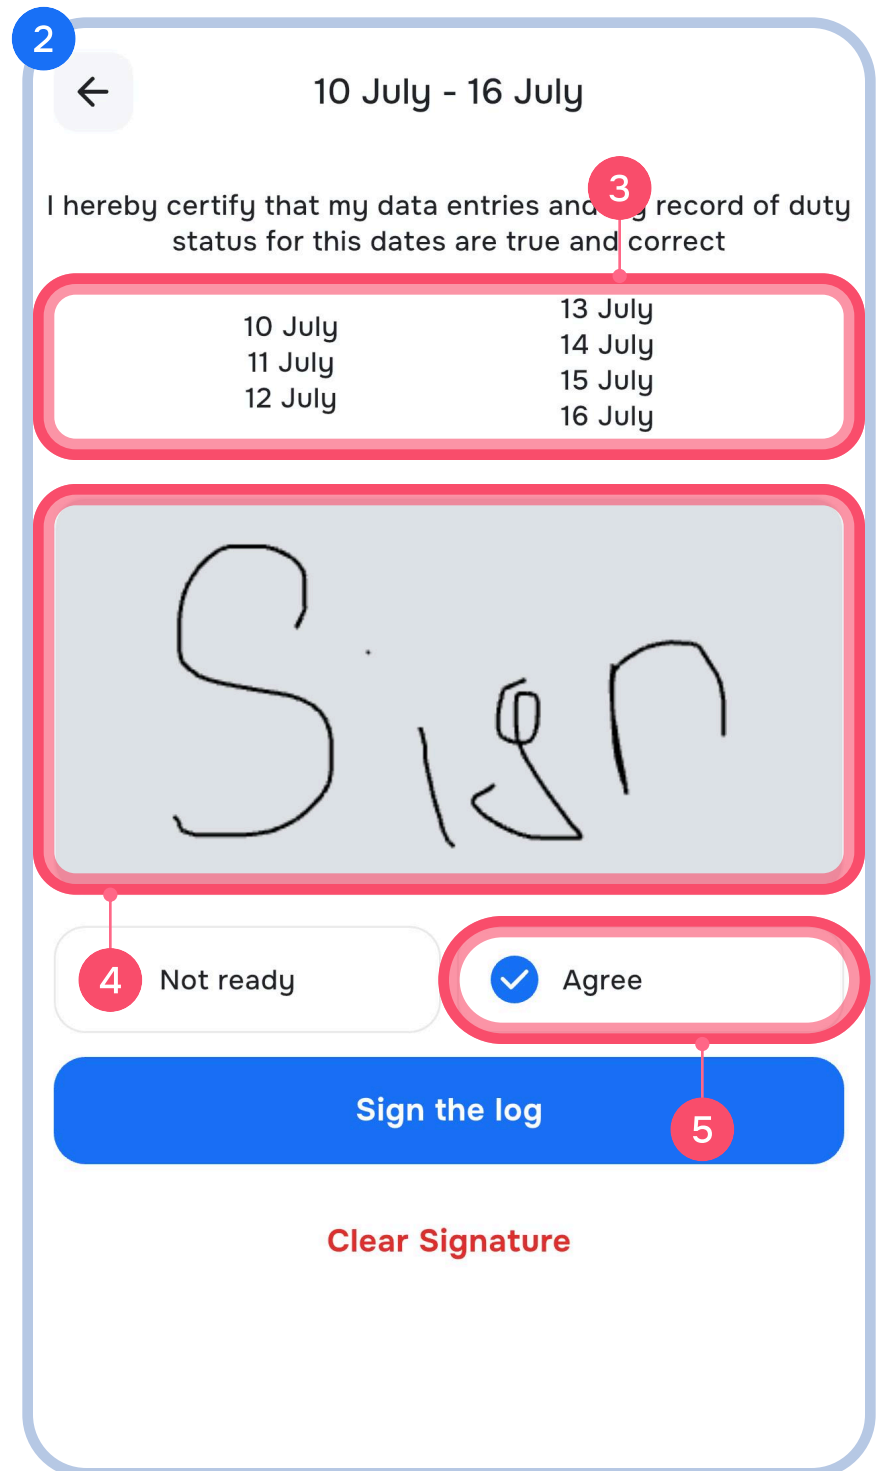 2
10 July - 16 July
3
I hereby certify that my data entries and record of duty
status for this dates are true and correct
10 July
11 July
12 July
13 July
14 July
15 July
16 July
Sign
4
Not ready
Agree
Sign the log
5
Clear Signature